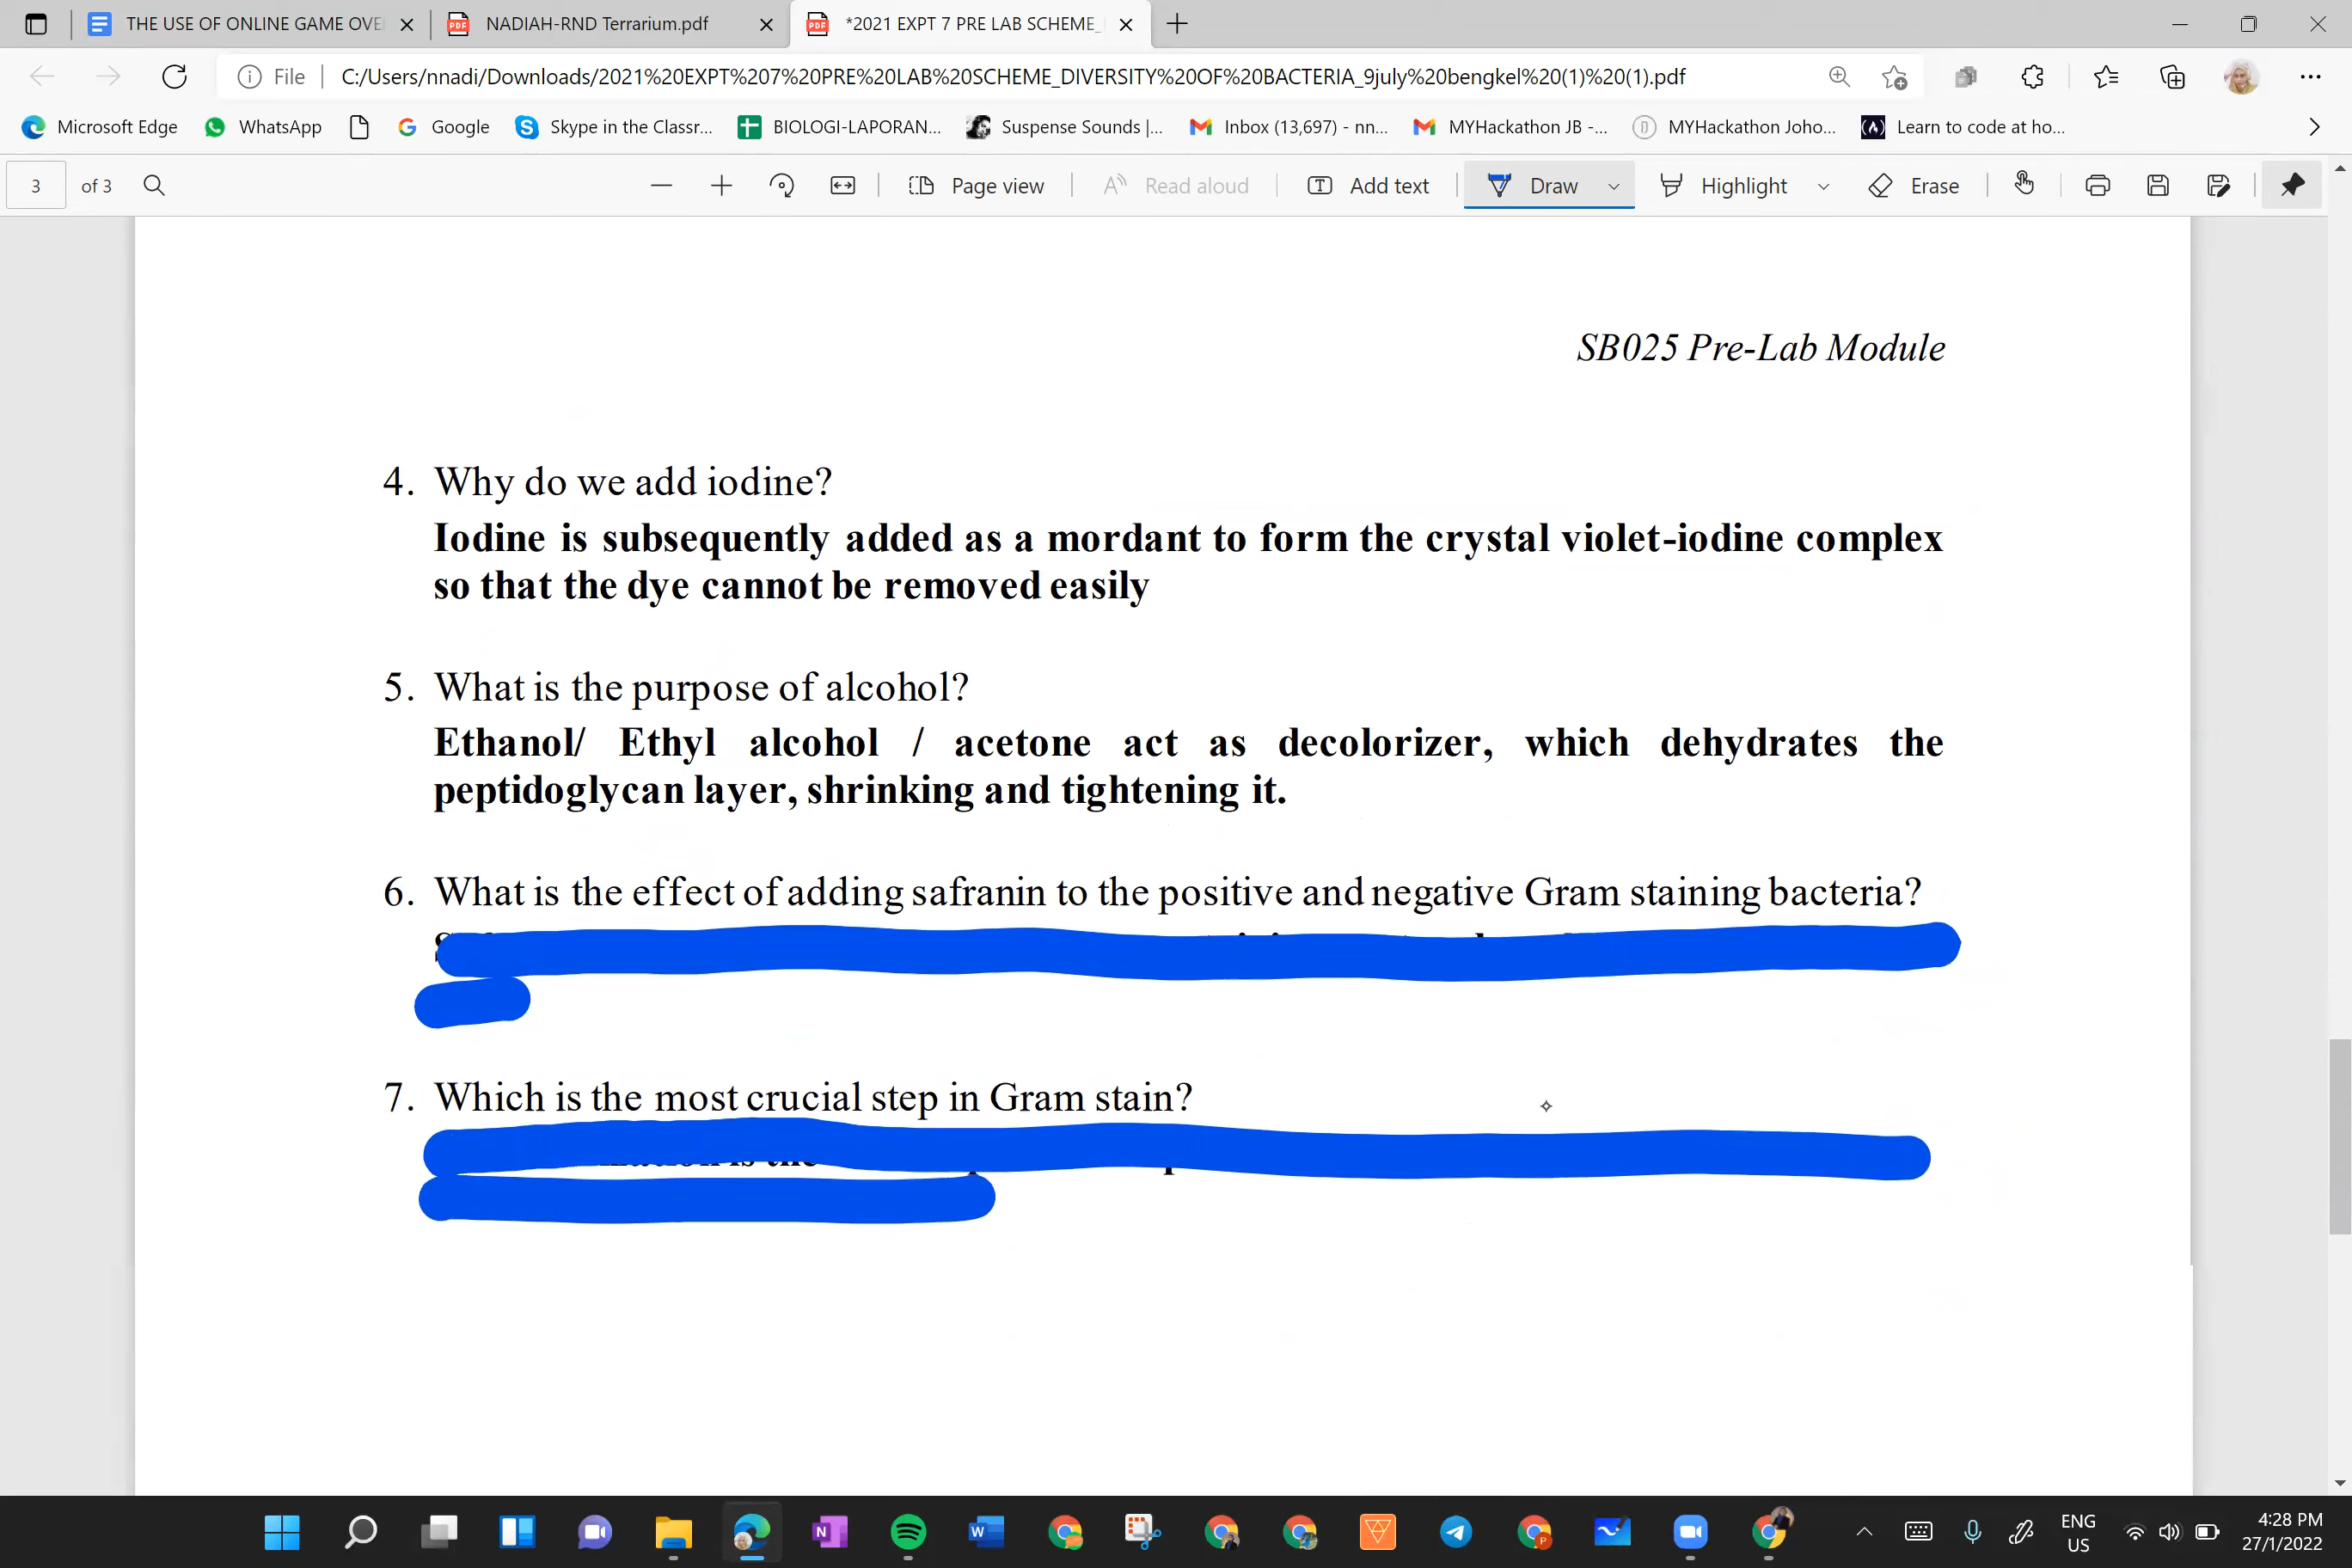 THE USE OF ONLINE GAME OVE
NADIAH-RND Terrarium.pdf
*2021 EXPT 7 PRE LAB SCHEME_
File
C:/Users/nnadi/Downloads/2021%20EXPT%207%20PRE%20LAB%20SCHEME_DIVERSITY%20OF%20BACTERIA_9july%20bengkel%20(1)%20(1).pdf
Microsoft Edge WhatsApp Google Skype in the Classr... BIOLOGI-LAPORAN... Suspense Sounds |... Inbox (13,697) - nn... MYHackathon JB -... MYHackathon Joho... Learn to code at ho...
3 of 3 Page view Read aloud Add text Draw Highlight Erase
SB025 Pre-Lab Module
4. Why do we add iodine?
Iodine is subsequently added as a mordant to form the crystal violet-iodine complex
so that the dye cannot be removed easily
5. What is the purpose of alcohol?
Ethanol/ Ethyl alcohol / acetone act as decolorizer, which dehydrates the
peptidoglycan layer, shrinking and tightening it.
6. What is the effect of adding safranin to the positive and negative Gram staining bacteria?
7. Which is the most crucial step in Gram stain?
is the
ENG
US
4:28 PM
27/1/2022